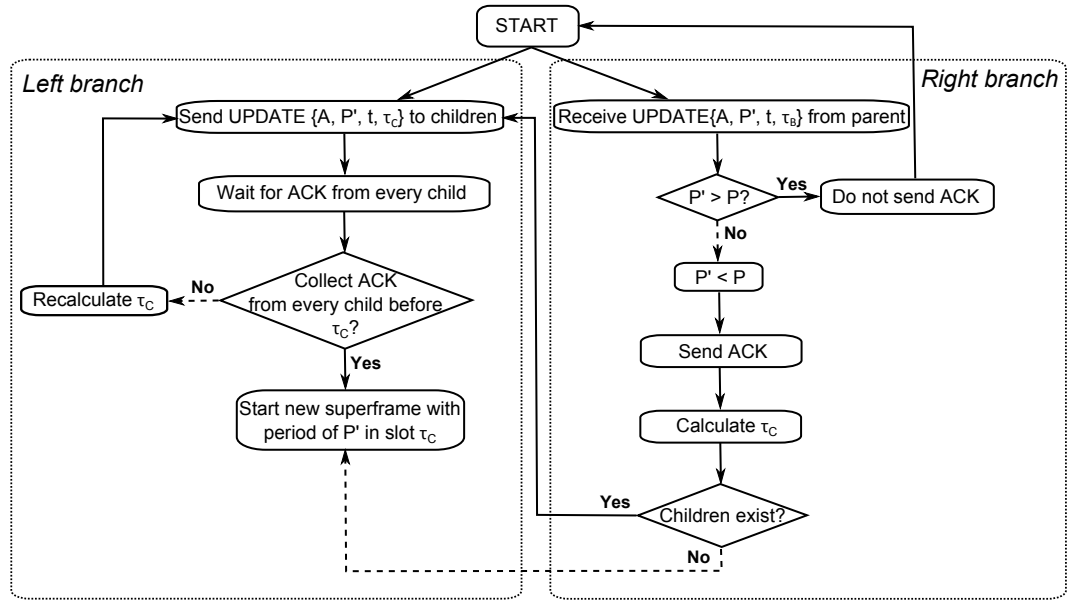 START
Left branch
Send UPDATE {A, P', t, τC} to children
Wait for ACK from every child
Collect ACK
from every child before
τC?
No
Recalculate τC
Yes
Start new superframe with
period of P' in slot τC
Right branch
Receive UPDATE{A, P', t, τB} from parent
P' > P?
Yes
Do not send ACK
No
P' < P
Send ACK
Calculate τC
Children exist?
Yes
No